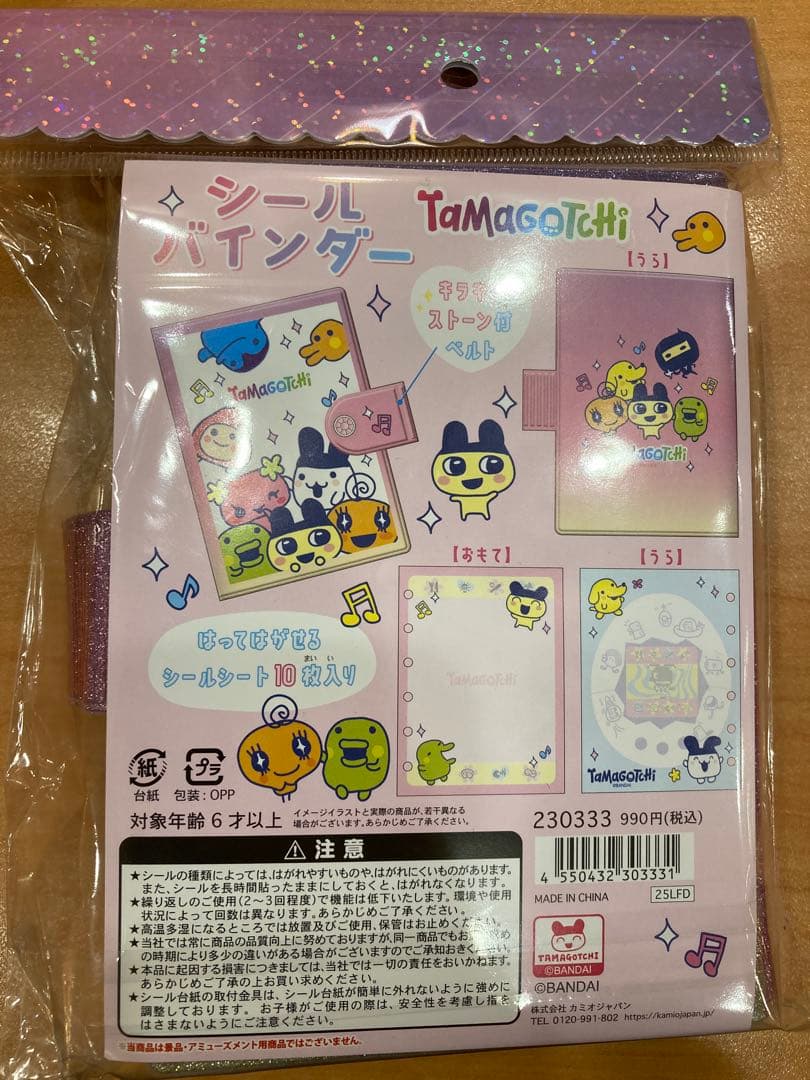 シール
バインダー
TaMaGoTCHi
【うら】
キラキラ
ストーン付
ベルト
TaMaGoTCHi
TaMaGoTCHi
【おもて】
【うら】
はってはがせる
シールシート10枚入り
まい い
TaMaGoTCHi
TaMaGoTCHi
©BANDAI
紙
台紙
プラ
包装:OPP
対象年齢6才以上
イメージイラストと実際の商品が、若干異なる
場合がございます。あらかじめご了承ください。
230333 990円(税込)
4 550432 303331
MADE IN CHINA
25LFD
注意
★シールの種類によっては、はがれやすいものや、はがれにくいものがあります。
また、シールを長時間貼ったままにしておくと、はがれなくなります。
★繰り返しのご使用(2～3回程度)で機能は低下いたします。環境や使用
状況によって回数は異なります。あらかじめご了承ください。
★高温多湿になるところでは放置及びご使用、保管はお止めください。
★当社では常に商品の品質向上に努めておりますが、同一商品でもお
の時期により多少の違いがある場合がございますのでご承知おきください。
★本品に起因する損害につきましては、当社では一切の責任をおいかねます。
あらかじめご了承の上お買い求めください。
★シール台紙の取付金具は、シール台紙が簡単に外れないように強めに
調整しております。 お子様がご使用の際は、安全性を考慮し指を
はさまないようにご注意ください。
※当商品は景品・アミューズメント用ではございません。
TAMAGOTCHI
©BANDAI
©BANDAI
株式会社 カミオジャパン
TEL 0120-991-802 https://kamiojapan.jp/